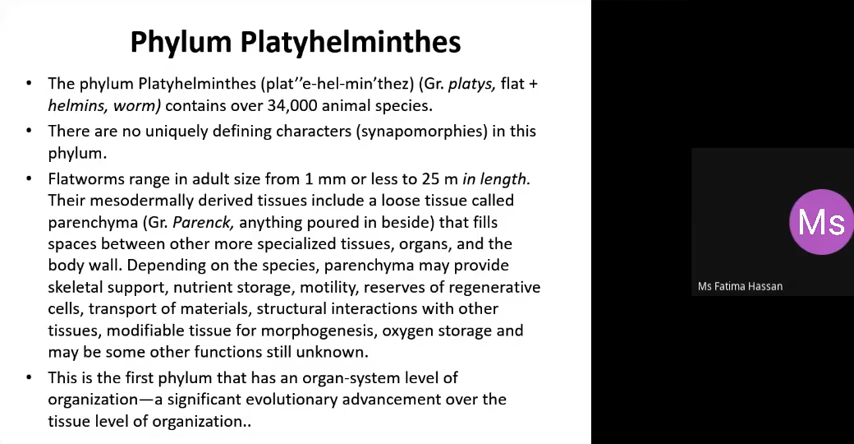 Phylum Platyhelminthes
• The phylum Platyhelminthes (plat′′e-hel-min′thez) (Gr. platys, flat +
helmins, worm) contains over 34,000 animal species.
• There are no uniquely defining characters (synapomorphies) in this
phylum.
• Flatworms range in adult size from 1 mm or less to 25 m in length.
Their mesodermally derived tissues include a loose tissue called
parenchyma (Gr. Parenck, anything poured in beside) that fills
spaces between other more specialized tissues, organs, and the
body wall. Depending on the species, parenchyma may provide
skeletal support, nutrient storage, motility, reserves of regenerative
cells, transport of materials, structural interactions with other
tissues, modifiable tissue for morphogenesis, oxygen storage and
may be some other functions still unknown.
• This is the first phylum that has an organ-system level of
organization—a significant evolutionary advancement over the
tissue level of organization..
Ms
Ms Fatima Hassan